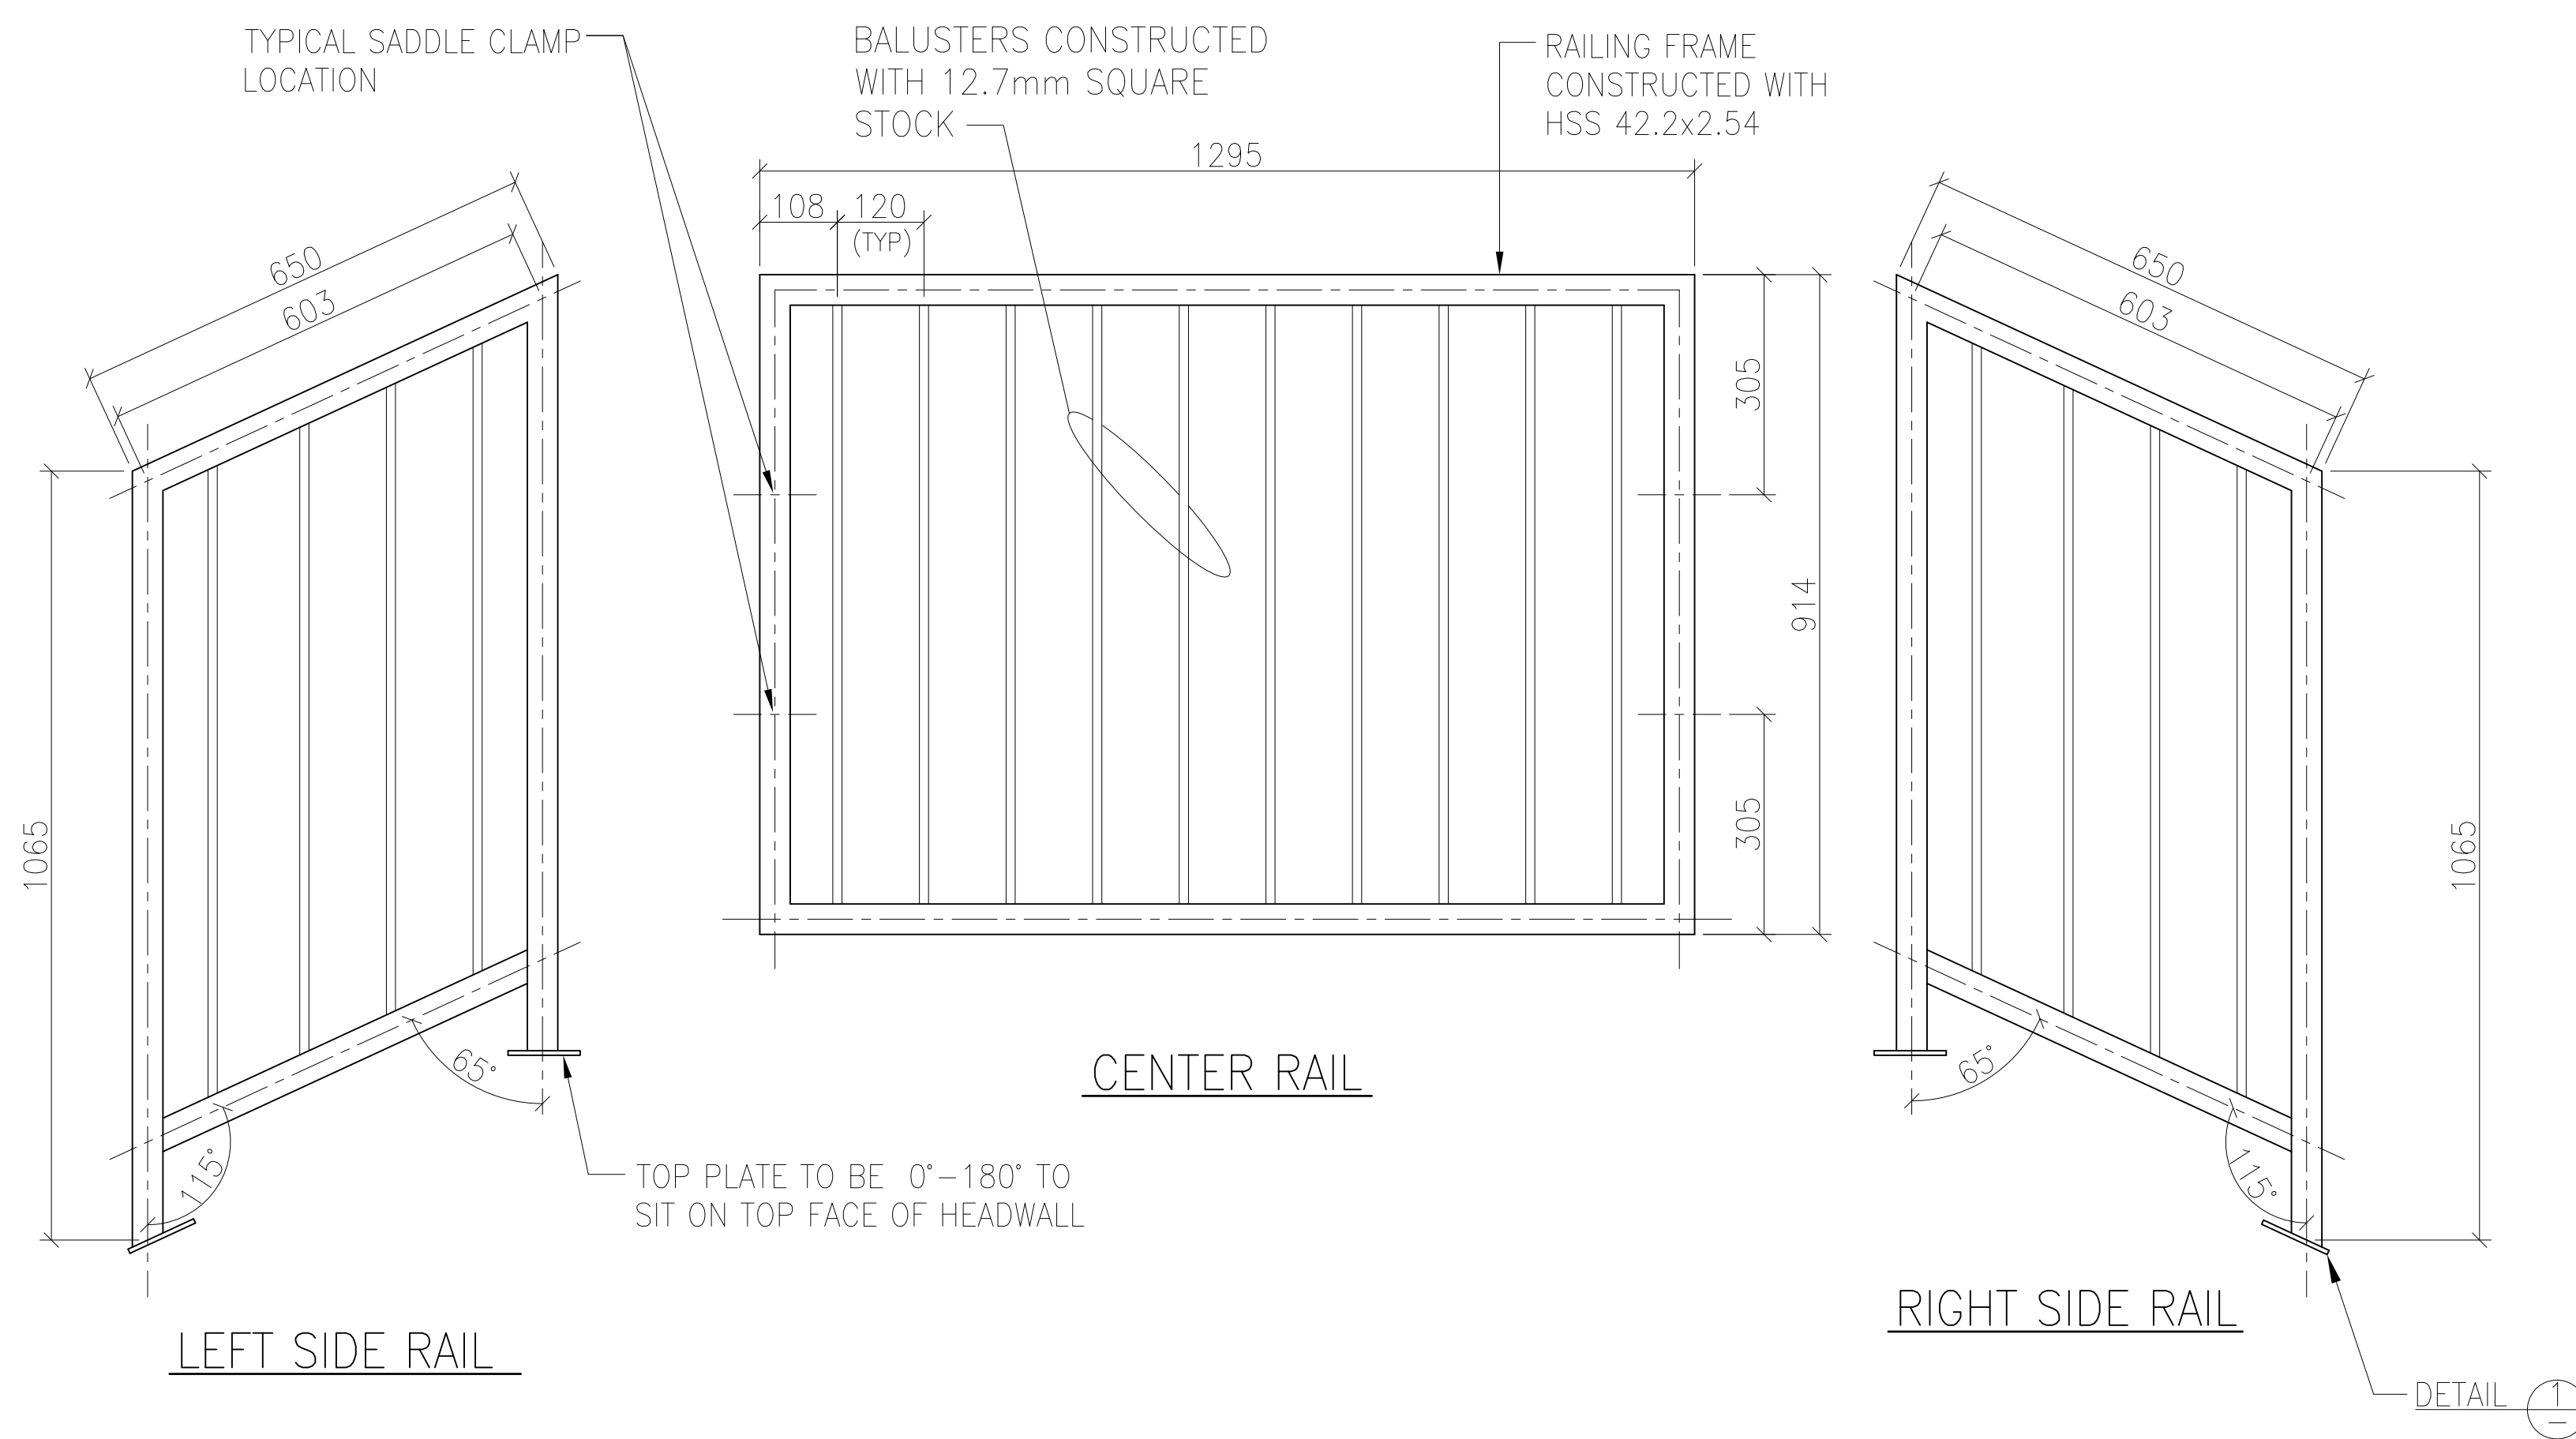 TYPICAL SADDLE CLAMP
LOCATION
BALUSTERS CONSTRUCTED
WITH 12.7mm SQUARE
STOCK
RAILING FRAME
CONSTRUCTED WITH
HSS 42.2x2.54
1295
108
120
(TYP)
650
603
650
603
305
914
305
1065
1065
65°
115°
65°
115°
CENTER RAIL
TOP PLATE TO BE 0°-180° TO
SIT ON TOP FACE OF HEADWALL
LEFT SIDE RAIL
RIGHT SIDE RAIL
DETAIL 1
–